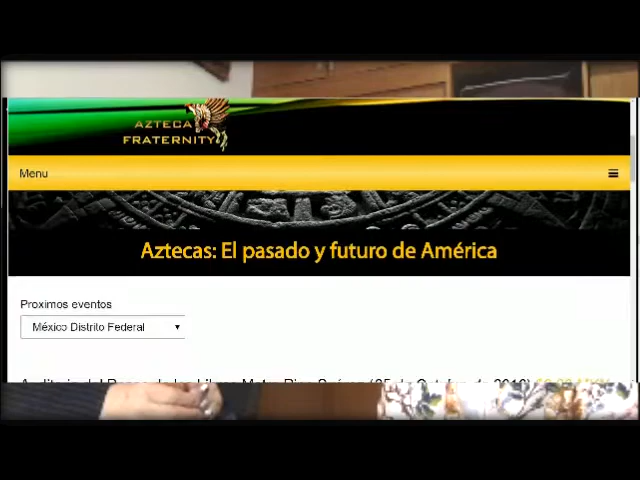 AZTECA
FRATERNITY
Menu
Aztecas: El pasado y futuro de América
Proximos eventos
México Distrito Federal